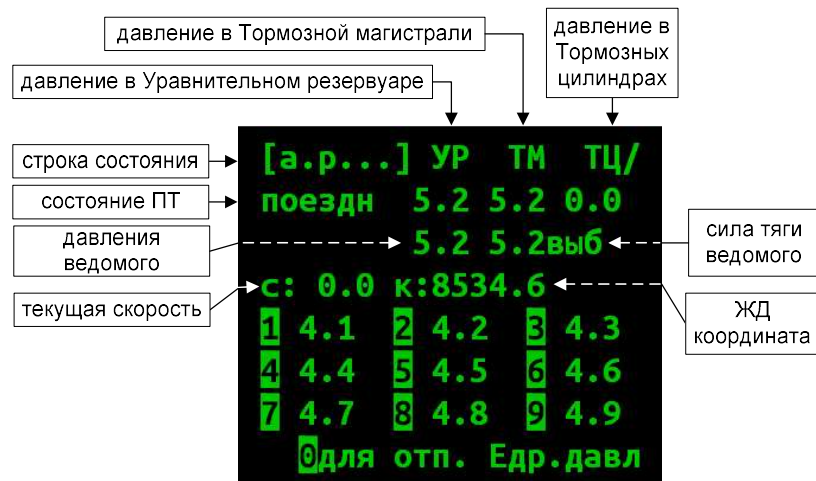 давление в Тормозной магистрали
давление в
Тормозных
цилиндрах
давление в Уравнительном резервуаре
строка состояния
[а.р...] УР ТМ ТЦ/
состояние ПТ
поездн 5.2 5.2 0.0
давления
ведомого
5.2 5.2выб
сила тяги
ведомого
текущая скорость
с: 0.0 к:8534.6
ЖД
координата
1 4.1 2 4.2 3 4.3
4 4.4 5 4.5 6 4.6
7 4.7 8 4.8 9 4.9
0для отп. Едр.давл